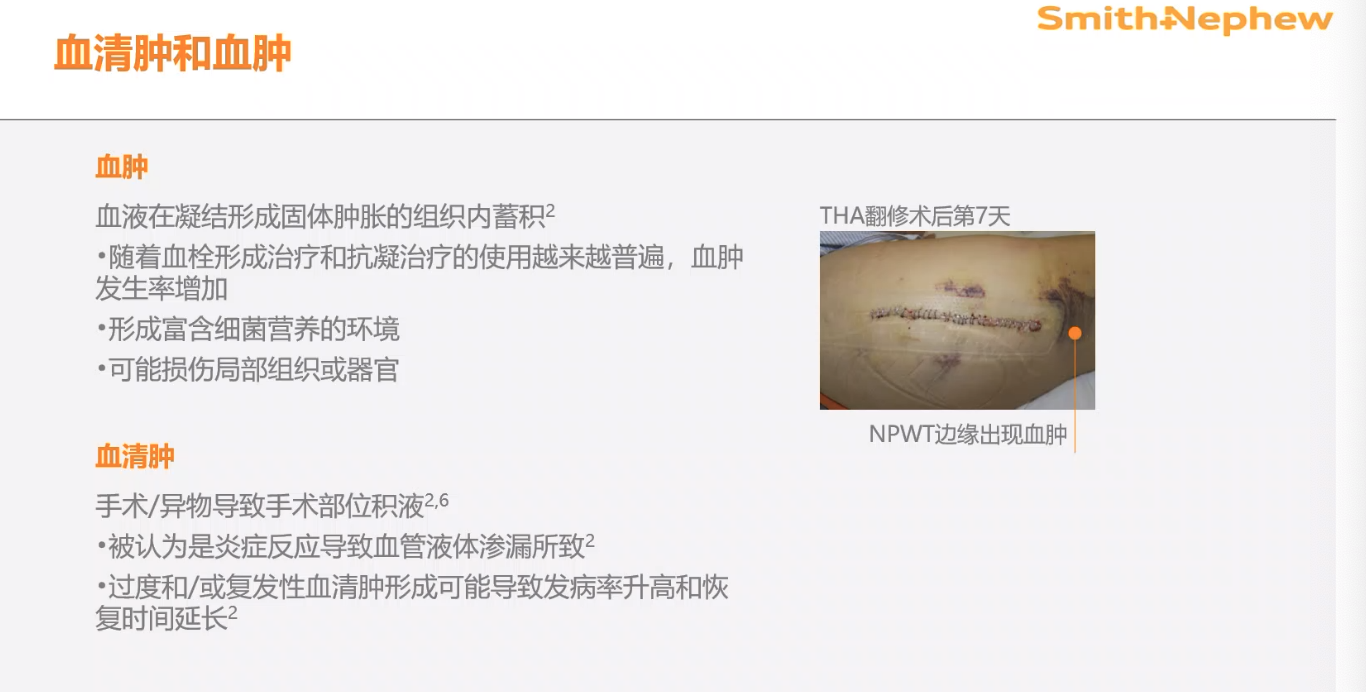 Smith+Nephew
血清肿和血肿
血肿
血液在凝结形成固体肿胀的组织内蓄积2
•随着血栓形成治疗和抗凝治疗的使用越来越普遍，血肿
发生率增加
•形成富含细菌营养的环境
•可能损伤局部组织或器官
血清肿
手术/异物导致手术部位积液2,6
•被认为是炎症反应导致血管液体渗漏所致2
•过度和/或复发性血清肿形成可能导致发病率升高和恢
复时间延长2
THA翻修术后第7天
NPWT边缘出现血肿